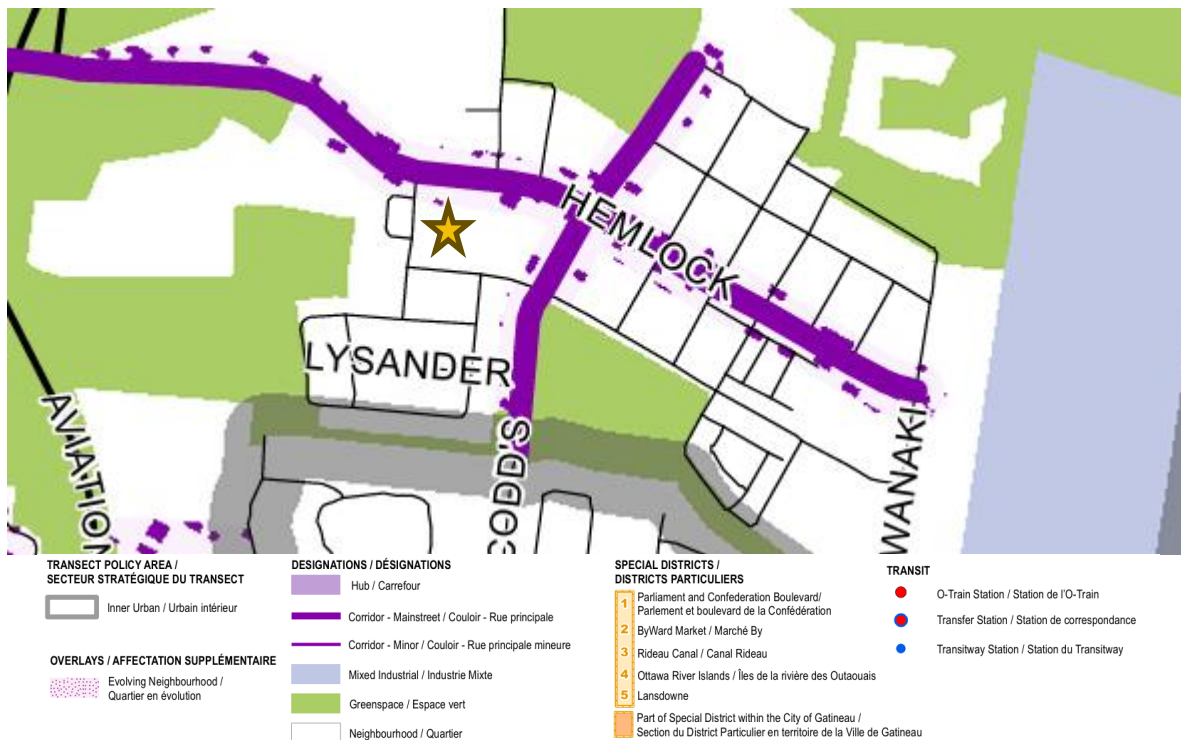 HEMLOCK
LYSANDER
AVIATION
CODD'S
WANAKI
TRANSECT POLICY AREA /
SECTEUR STRATÉGIQUE DU TRANSECT
Inner Urban / Urbain intérieur
OVERLAYS / AFFECTATION SUPPLÉMENTAIRE
Evolving Neighbourhood /
Quartier en évolution
DESIGNATIONS / DÉSIGNATIONS
Hub / Carrefour
Corridor - Mainstreet / Couloir - Rue principale
Corridor - Minor / Couloir - Rue principale mineure
Mixed Industrial / Industrie Mixte
Greenspace / Espace vert
Neighbourhood / Quartier
SPECIAL DISTRICTS /
DISTRICTS PARTICULIERS
1 Parliament and Confederation Boulevard/
Parlement et boulevard de la Confédération
2 ByWard Market / Marché By
3 Rideau Canal / Canal Rideau
4 Ottawa River Islands / Îles de la rivière des Outaouais
5 Lansdowne
Part of Special District within the City of Gatineau /
Section du District Particulier en territoire de la Ville de Gatineau
TRANSIT
O-Train Station / Station de l'O-Train
Transfer Station / Station de correspondance
Transitway Station / Station du Transitway